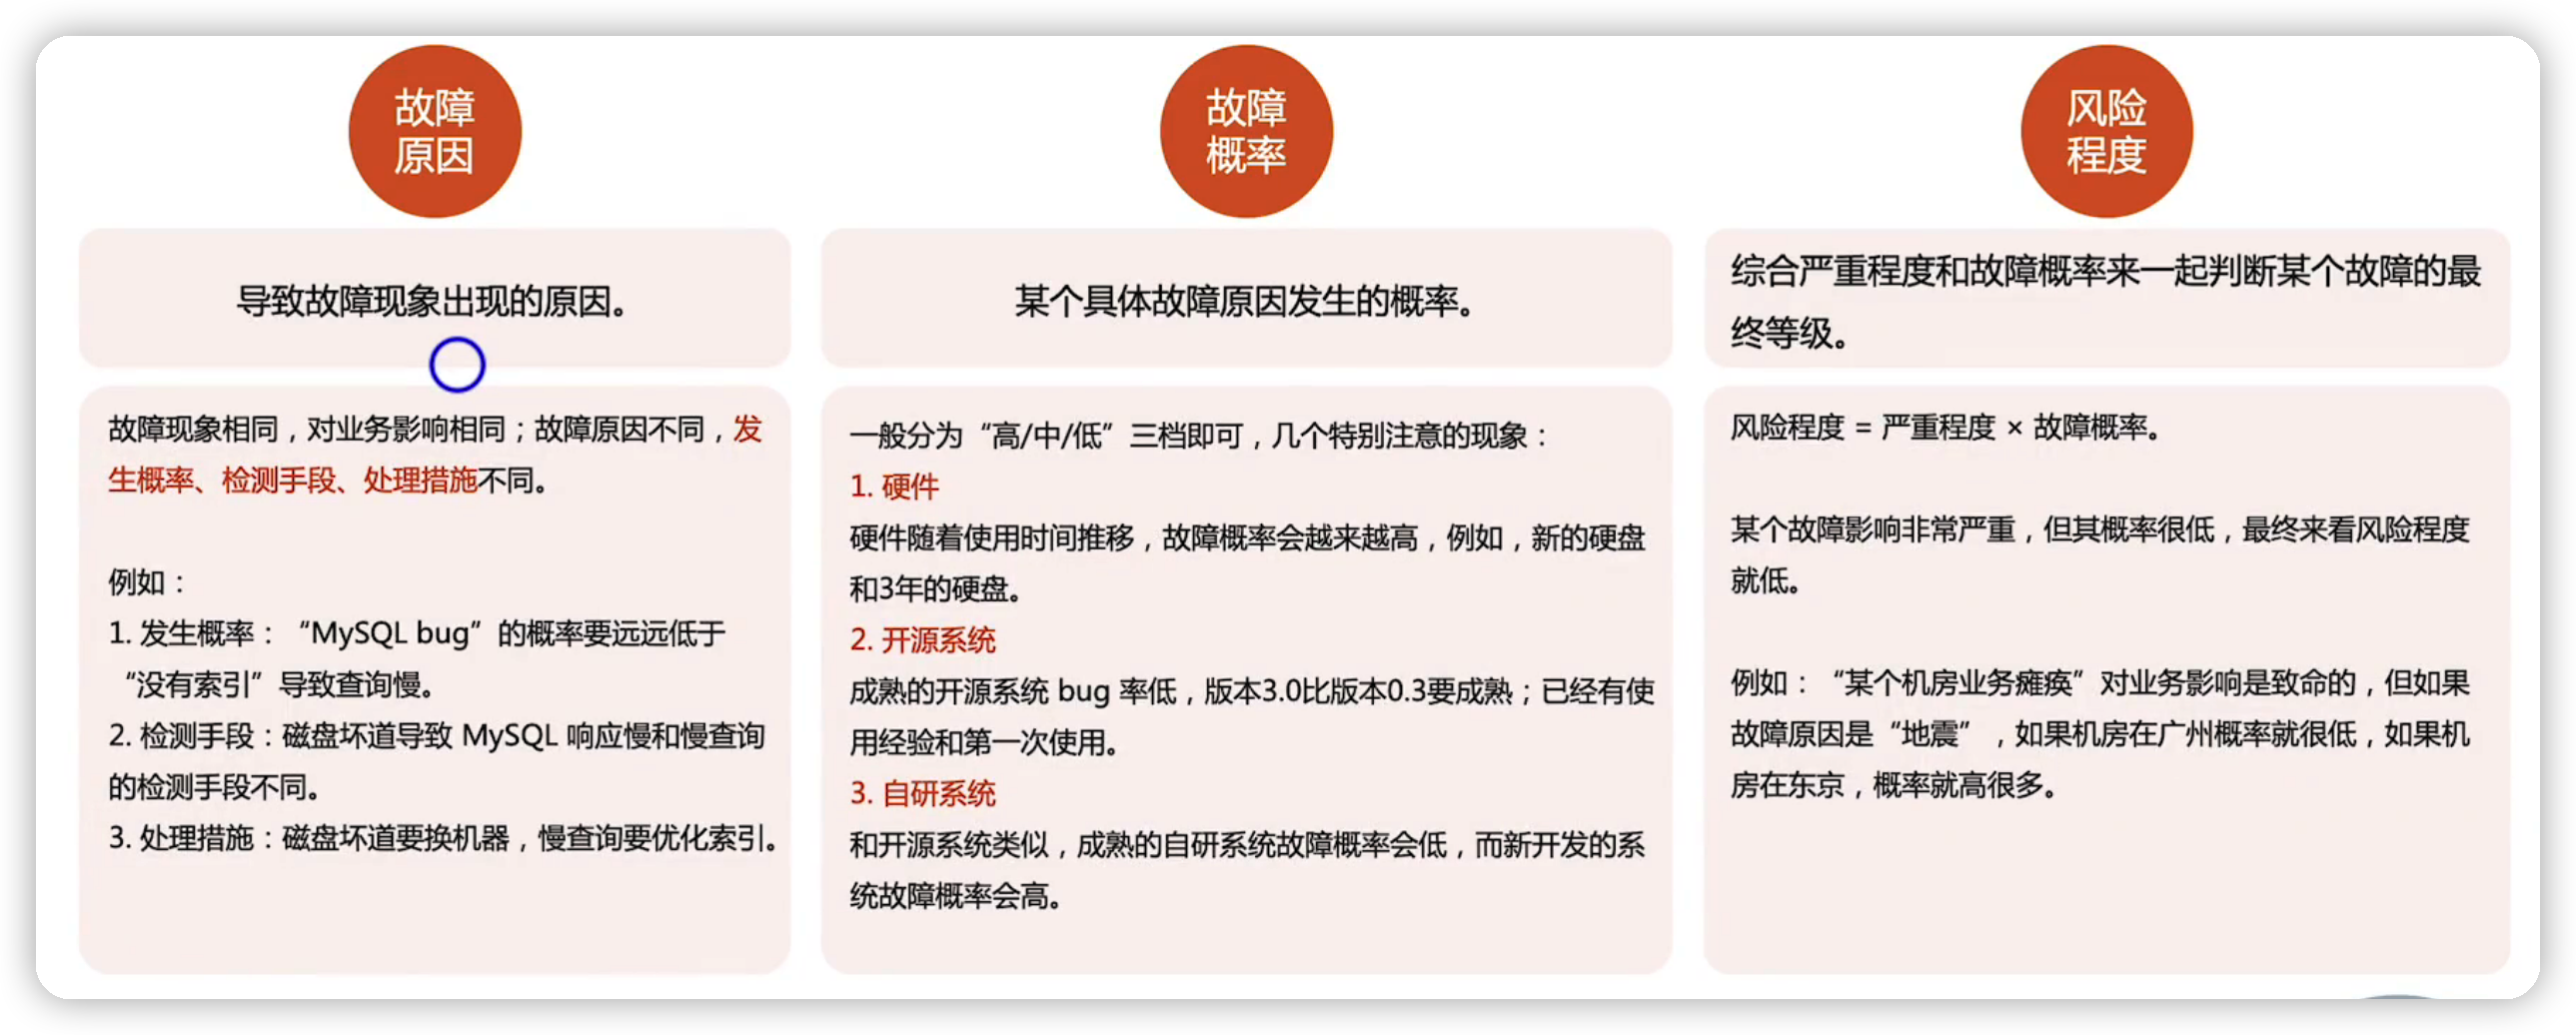 故障
原因
导致故障现象出现的原因。
故障现象相同，对业务影响相同；故障原因不同，发
生概率、检测手段、处理措施不同。
例如：
1. 发生概率：“MySQL bug”的概率要远远低于
“没有索引”导致查询慢。
2. 检测手段：磁盘坏道导致 MySQL 响应慢和慢查询
的检测手段不同。
3. 处理措施：磁盘坏道要换机器，慢查询要优化索引。
故障
概率
某个具体故障原因发生的概率。
一般分为“高/中/低”三档即可，几个特别注意的现象：
1. 硬件
硬件随着使用时间推移，故障概率会越来越高，例如，新的硬盘
和3年的硬盘。
2. 开源系统
成熟的开源系统 bug 率低，版本3.0比版本0.3要成熟；已经有使
用经验和第一次使用。
3. 自研系统
和开源系统类似，成熟的自研系统故障概率会低，而新开发的系
统故障概率会高。
风险
程度
综合严重程度和故障概率来一起判断某个故障的最
终等级。
风险程度 = 严重程度 × 故障概率。
某个故障影响非常严重，但其概率很低，最终来看风险程度
就低。
例如：“某个机房业务瘫痪”对业务影响是致命的，但如果
故障原因是“地震”，如果机房在广州概率就很低，如果机
房在东京，概率就高很多。